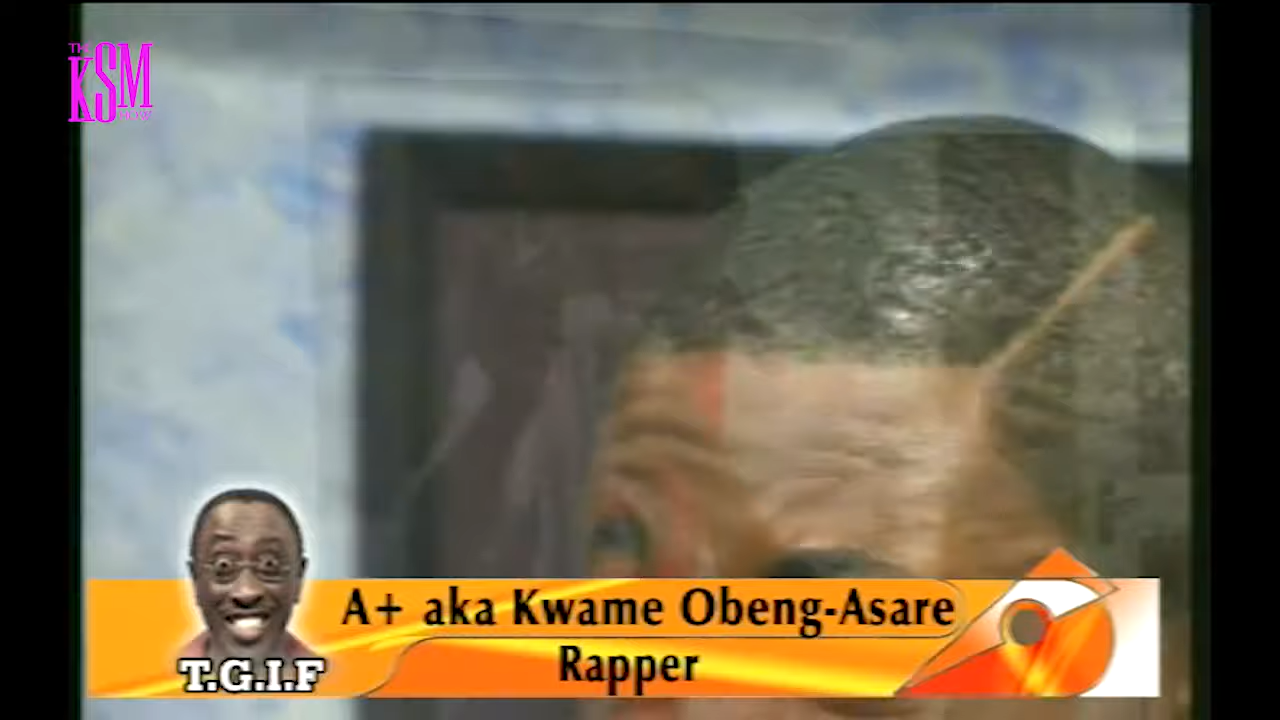 THE
KSM
SHOW
A+ aka Kwame Obeng-Asare
Rapper
T.G.I.F